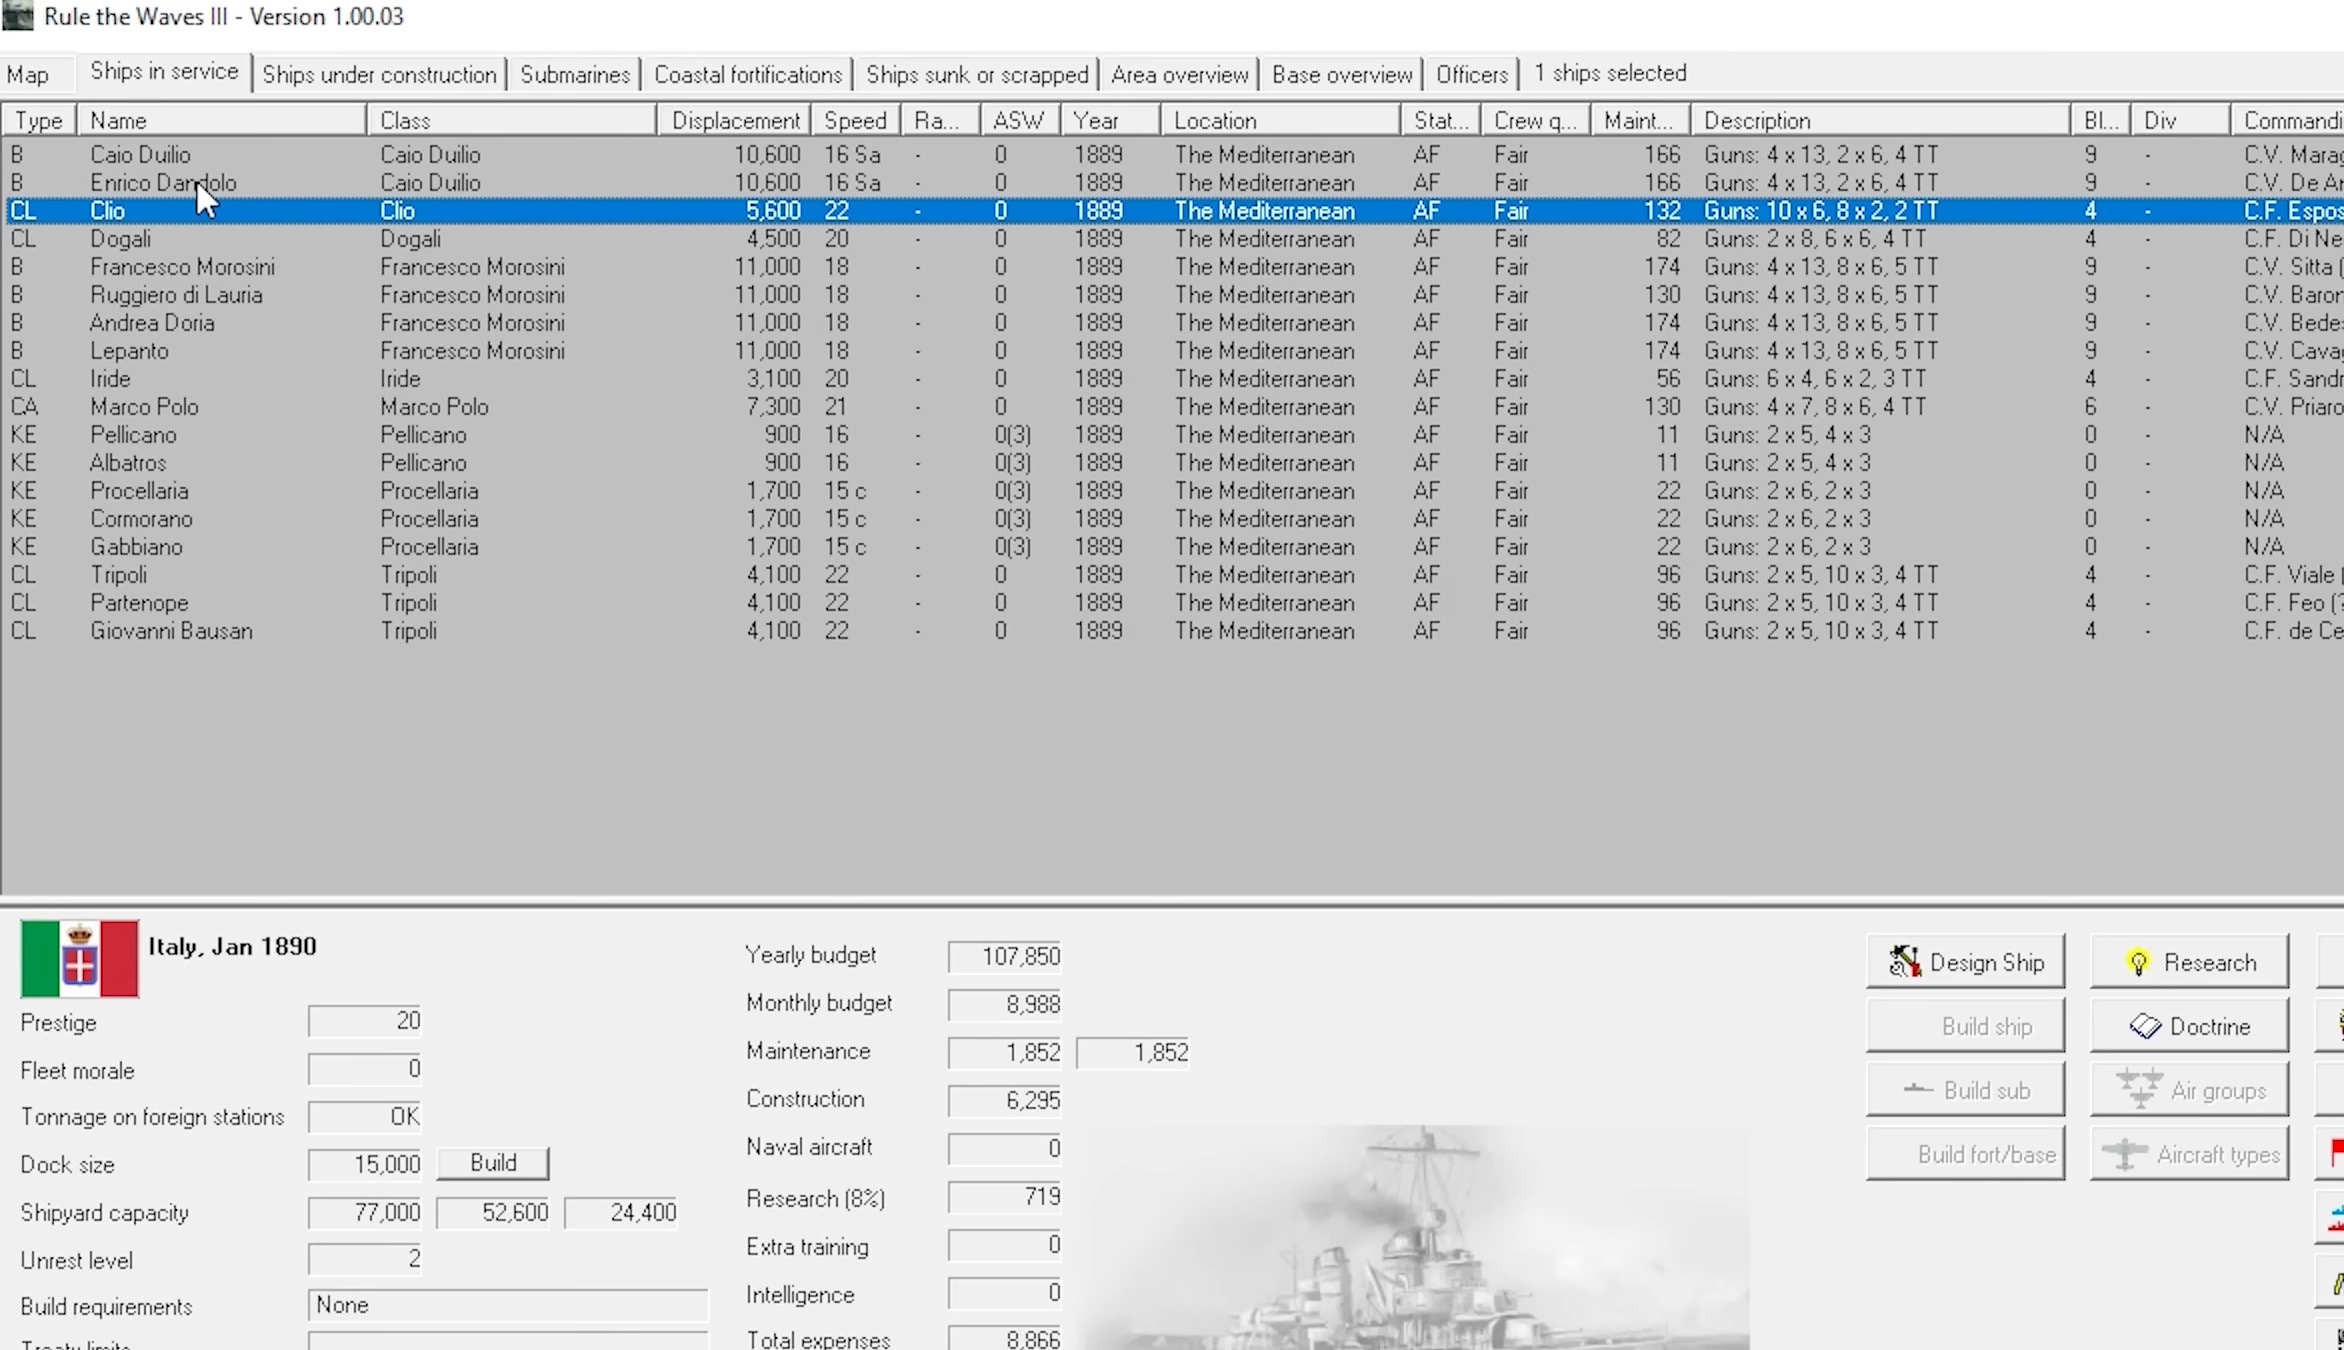 Rule the Waves III - Version 1.00.03
Map Ships in service Ships under construction Submarines Coastal fortifications Ships sunk or scrapped Area overview Base overview Officers 1 ships selected
Type Name Class Displacement Speed Ra... ASW Year Location Stat... Crew q... Maint... Description Bl... Div Commandi
B Caio Duilio Caio Duilio 10,600 16 Sa - 0 1889 The Mediterranean AF Fair 166 Guns: 4 x 13, 2 x 6, 4 TT 9 - C.V. Marag
B Enrico Dandolo Caio Duilio 10,600 16 Sa - 0 1889 The Mediterranean AF Fair 166 Guns: 4 x 13, 2 x 6, 4 TT 9 - C.V. De Ar
CL Clio Clio 5,600 22 - 0 1889 The Mediterranean AF Fair 132 Guns: 10 x 6, 8 x 2, 2 TT 4 - C.F. Espos
CL Dogali Dogali 4,500 20 - 0 1889 The Mediterranean AF Fair 82 Guns: 2 x 8, 6 x 6, 4 TT 4 - C.F. Di Ne
B Francesco Morosini Francesco Morosini 11,000 18 - 0 1889 The Mediterranean AF Fair 174 Guns: 4 x 13, 8 x 6, 5 TT 9 - C.V. Sitta (
B Ruggiero di Lauria Francesco Morosini 11,000 18 - 0 1889 The Mediterranean AF Fair 130 Guns: 4 x 13, 8 x 6, 5 TT 9 - C.V. Baron
B Andrea Doria Francesco Morosini 11,000 18 - 0 1889 The Mediterranean AF Fair 174 Guns: 4 x 13, 8 x 6, 5 TT 9 - C.V. Bedes
B Lepanto Francesco Morosini 11,000 18 - 0 1889 The Mediterranean AF Fair 174 Guns: 4 x 13, 8 x 6, 5 TT 9 - C.V. Cavag
CL Iride Iride 3,100 20 - 0 1889 The Mediterranean AF Fair 56 Guns: 6 x 4, 6 x 2, 3 TT 4 - C.F. Sandr
CA Marco Polo Marco Polo 7,300 21 - 0 1889 The Mediterranean AF Fair 130 Guns: 4 x 7, 8 x 6, 4 TT 6 - C.V. Priaro
KE Pellicano Pellicano 900 16 - 0(3) 1889 The Mediterranean AF Fair 11 Guns: 2 x 5, 4 x 3 0 - N/A
KE Albatros Pellicano 900 16 - 0(3) 1889 The Mediterranean AF Fair 11 Guns: 2 x 5, 4 x 3 0 - N/A
KE Procellaria Procellaria 1,700 15 c - 0(3) 1889 The Mediterranean AF Fair 22 Guns: 2 x 6, 2 x 3 0 - N/A
KE Cormorano Procellaria 1,700 15 c - 0(3) 1889 The Mediterranean AF Fair 22 Guns: 2 x 6, 2 x 3 0 - N/A
KE Gabbiano Procellaria 1,700 15 c - 0(3) 1889 The Mediterranean AF Fair 22 Guns: 2 x 6, 2 x 3 0 - N/A
CL Tripoli Tripoli 4,100 22 - 0 1889 The Mediterranean AF Fair 96 Guns: 2 x 5, 10 x 3, 4 TT 4 - C.F. Viale (
CL Partenope Tripoli 4,100 22 - 0 1889 The Mediterranean AF Fair 96 Guns: 2 x 5, 10 x 3, 4 TT 4 - C.F. Feo (?
CL Giovanni Bausan Tripoli 4,100 22 - 0 1889 The Mediterranean AF Fair 96 Guns: 2 x 5, 10 x 3, 4 TT 4 - C.F. de Ce
Italy, Jan 1890
Prestige 20
Fleet morale 0
Tonnage on foreign stations OK
Dock size 15,000 Build
Shipyard capacity 77,000 52,600 24,400
Unrest level 2
Build requirements None
Treaty limits
Yearly budget 107,850
Monthly budget 8,988
Maintenance 1,852 1,852
Construction 6,295
Naval aircraft 0
Research (8%) 719
Extra training 0
Intelligence 0
Total expenses 8,866
Design Ship Research
Build ship Doctrine
Build sub Air groups
Build fort/base Aircraft types